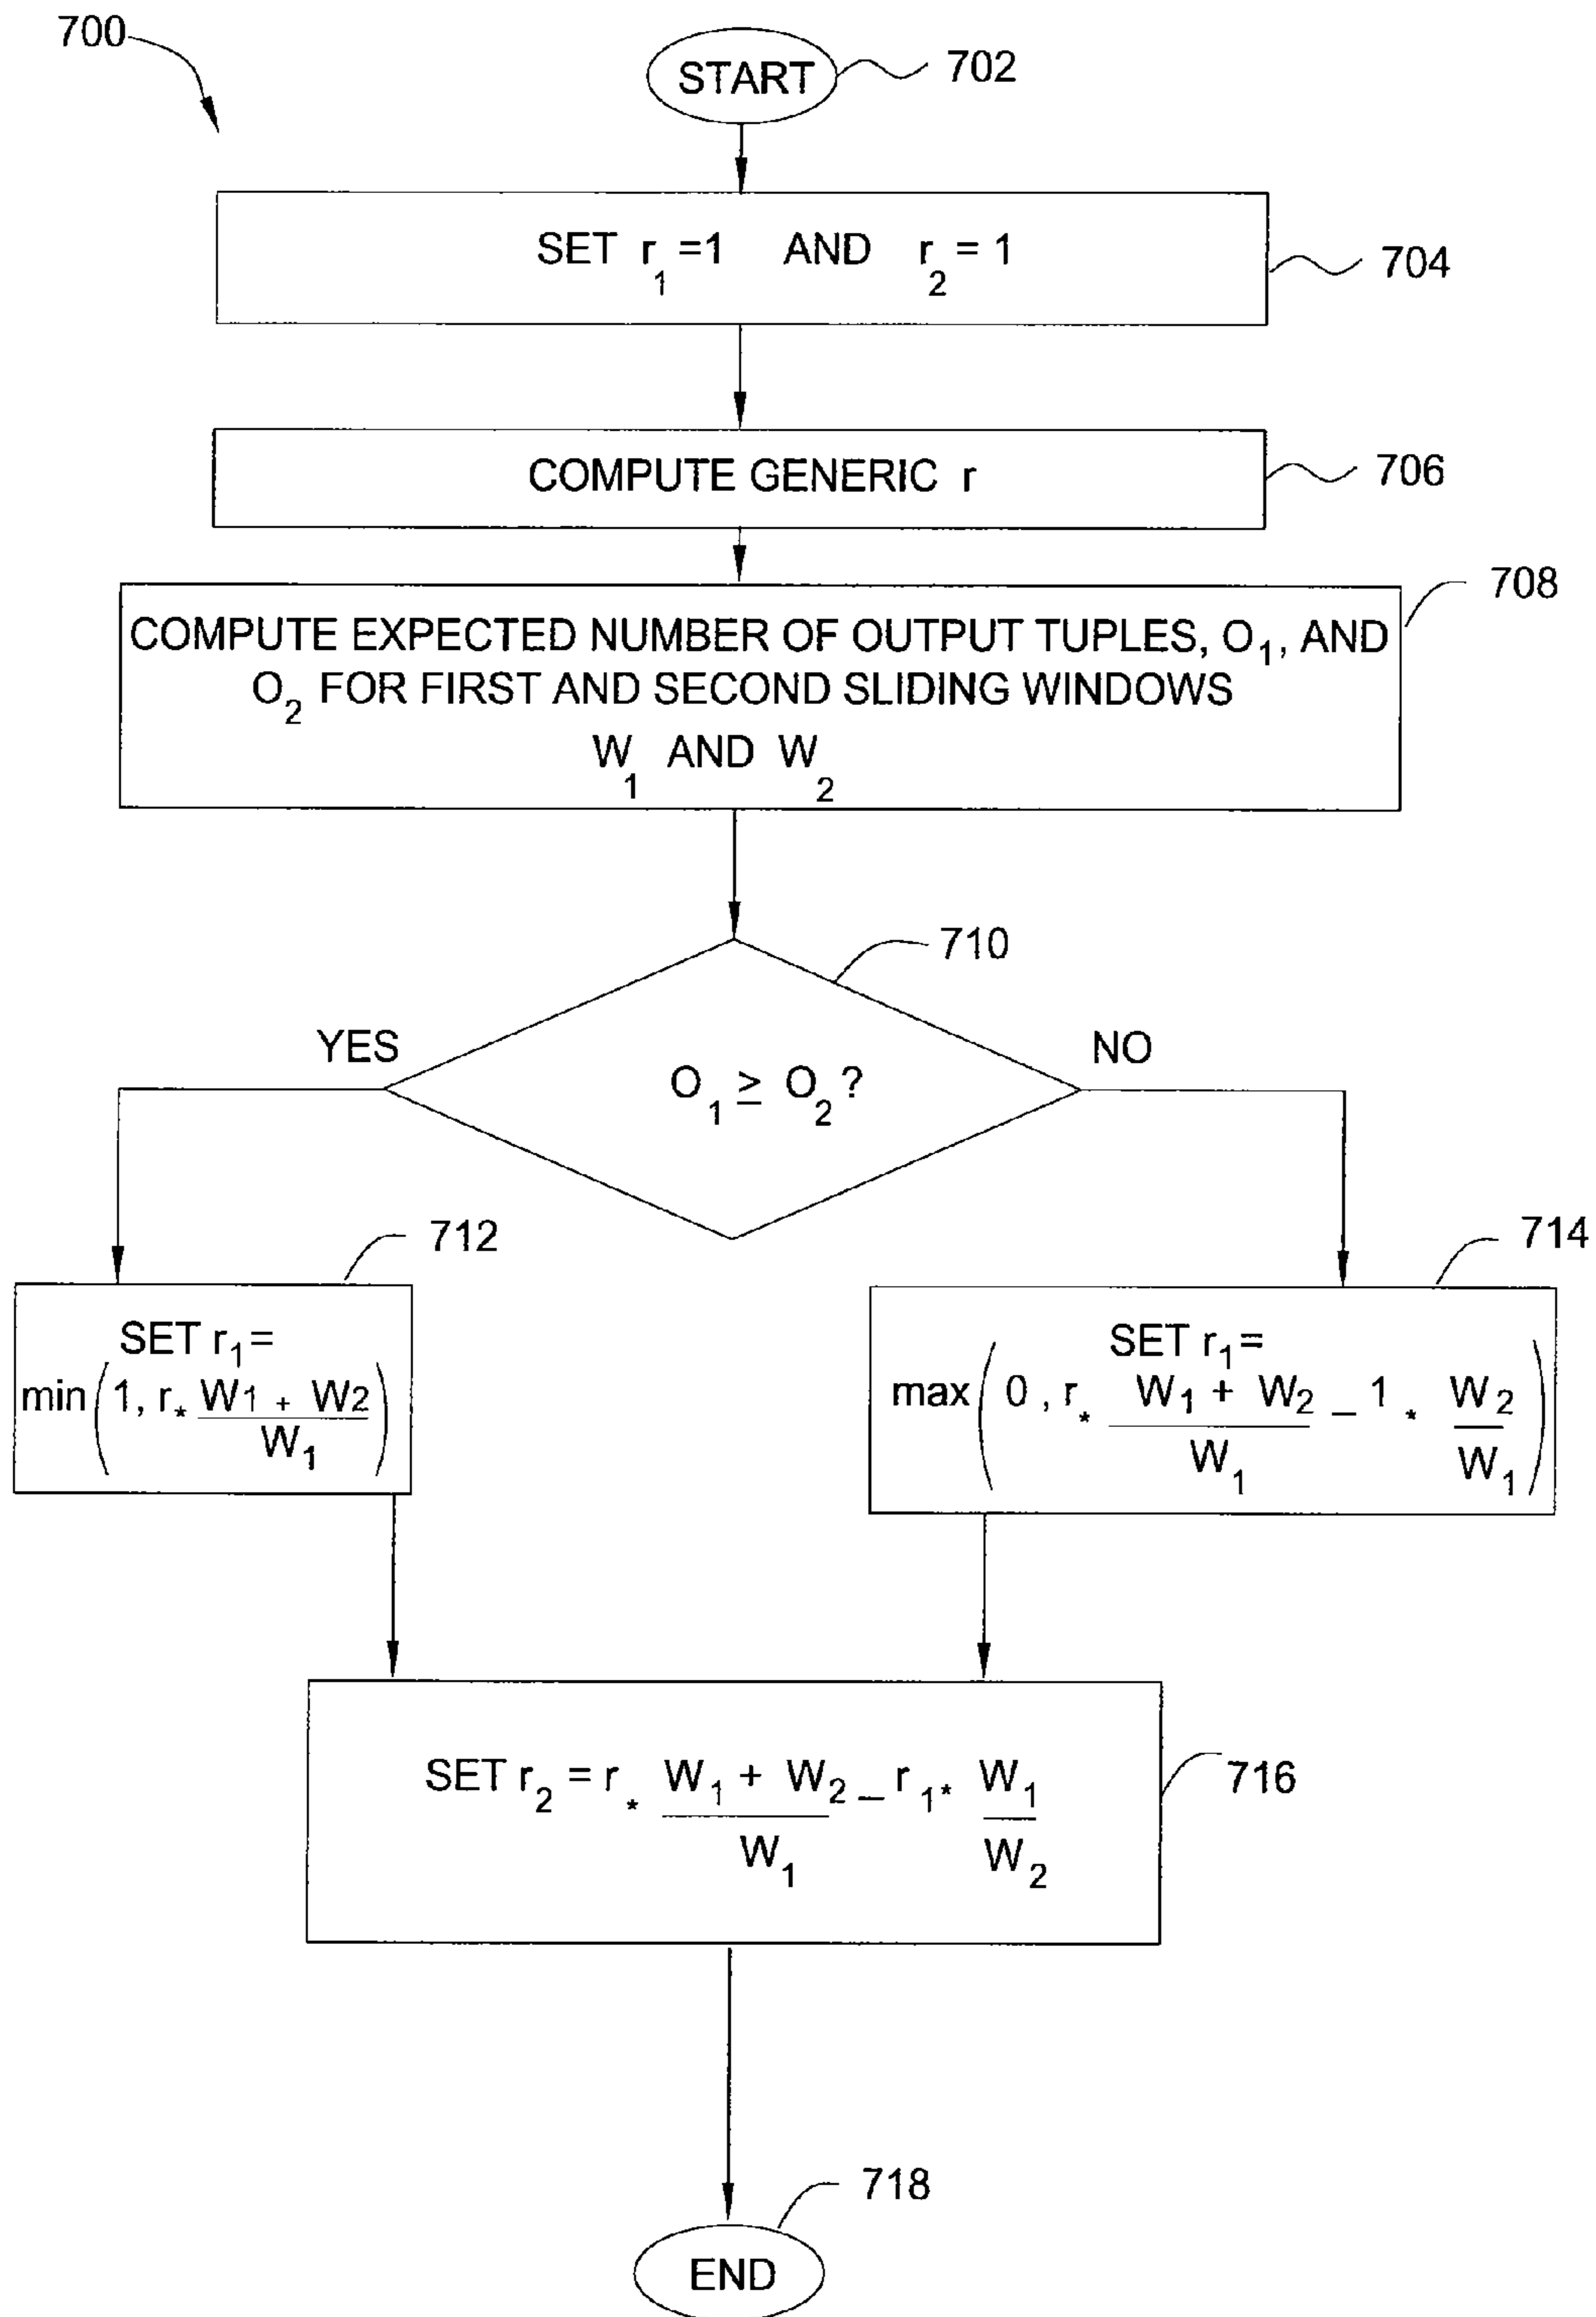 700
START
702
SET r₁ =1 AND r₂ = 1
704
COMPUTE GENERIC r
706
708
COMPUTE EXPECTED NUMBER OF OUTPUT TUPLES, O₁, AND
O₂ FOR FIRST AND SECOND SLIDING WINDOWS
W₁ AND W₂
710
YES
NO
O₁ ≥ O₂ ?
712
714
SET r₁ =
min(1, r * (W1 + W2)/W₁)
SET r₁ =
max(0 , r * (W₁ + W₂)/W₁ – 1 * W₂/W₁)
SET r₂ = r * (W₁ + W₂)/W₁ – r₁ * W₁/W₂
716
718
END